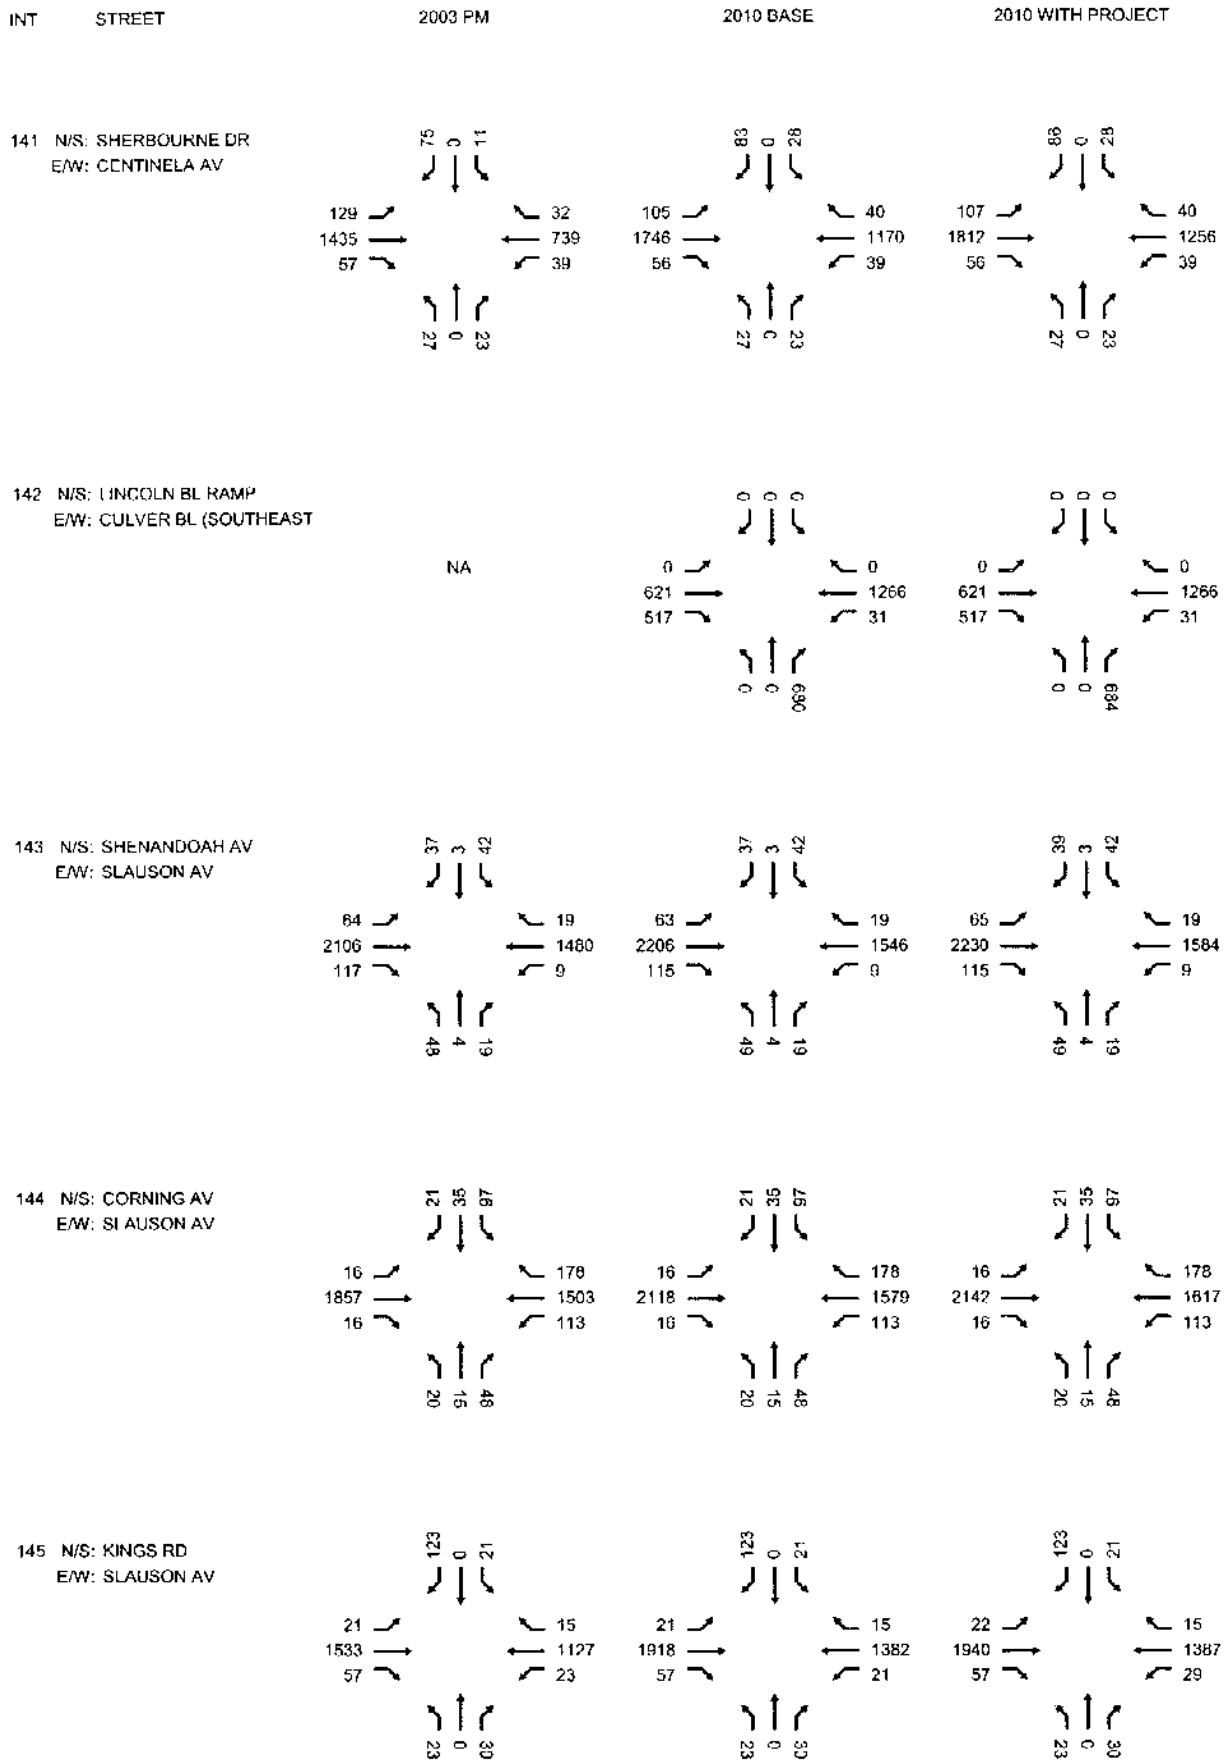 INT STREET 2003 PM 2010 BASE 2010 WITH PROJECT
141 N/S: SHERBOURNE DR
E/W: CENTINELA AV
75 0 11 83 0 28 86 0 28
129 32 105 40 107 40
1435 739 1746 1170 1812 1256
57 39 56 39 56 39
27 0 23 27 0 23 27 0 23
142 N/S: LINCOLN BL RAMP
E/W: CULVER BL (SOUTHEAST
0 0 0 0 0 0
NA 0 0 0 0
621 1266 621 1266
517 31 517 31
0 0 680 0 0 684
143 N/S: SHENANDOAH AV
E/W: SLAUSON AV
37 3 42 37 3 42 39 3 42
64 19 63 19 65 19
2106 1480 2206 1546 2230 1584
117 9 115 9 115 9
48 4 19 49 4 19 49 4 19
144 N/S: CORNING AV
E/W: SLAUSON AV
21 35 97 21 35 97 21 35 97
16 178 16 178 16 178
1857 1503 2118 1579 2142 1617
16 113 16 113 16 113
20 15 48 20 15 48 20 15 48
145 N/S: KINGS RD
E/W: SLAUSON AV
123 0 21 123 0 21 123 0 21
21 15 21 15 22 15
1533 1127 1918 1382 1940 1387
57 23 57 21 57 29
23 0 30 23 0 30 23 0 30